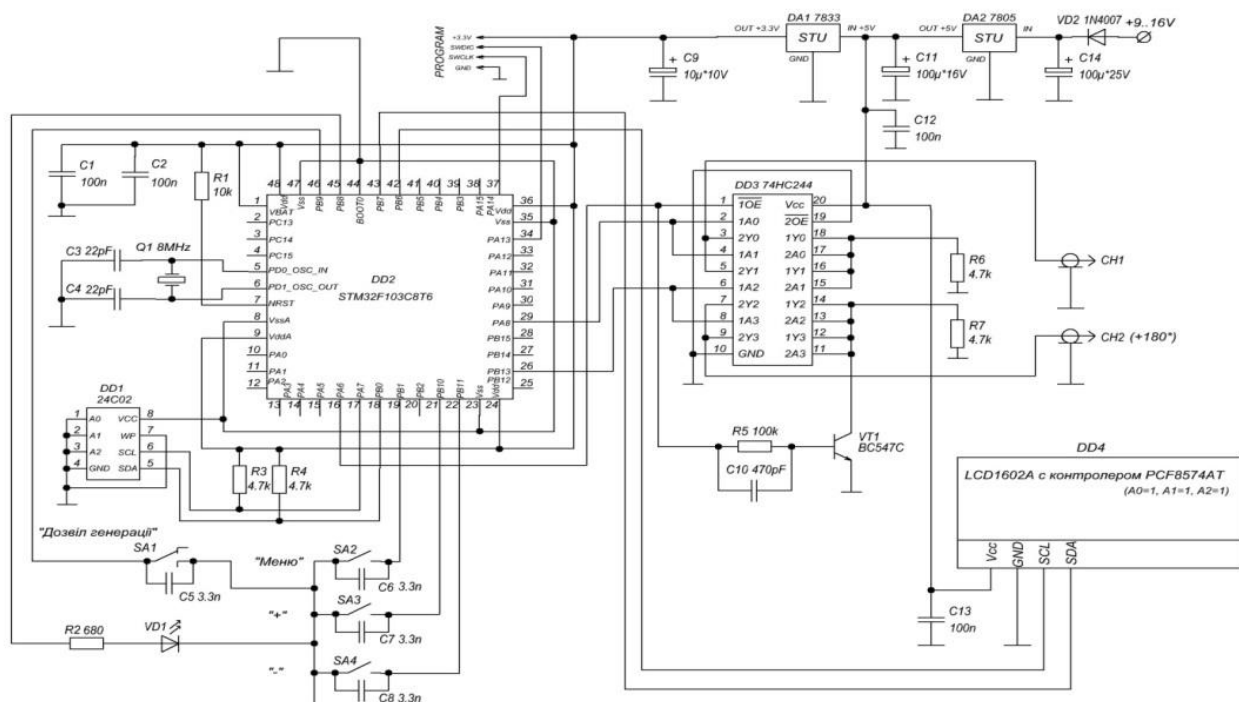 DA1 7833
OUT +3.3V
IN +5V
STU
GND
DA2 7805
OUT +5V
IN
STU
GND
VD2 1N4007
+9..16V
PROGRAM
+3.3V
SWDIO
SWCLK
GND
C9
10µ*10V
C11
100µ*16V
C14
100µ*25V
C12
100n
C1
100n
C2
100n
R1
10k
48 47 46 45 44 43 42 41 40 39 38 37
Vdd
Vss
PB9
PB8
BOOT0
PB7
PB6
PB5
PB4
PB3
PA15
PA14
1 VBAT
2 PC13
3 PC14
4 PC15
5 PD0_OSC_IN
6 PD1_OSC_OUT
7 NRST
8 VssA
9 VddA
10 PA0
11 PA1
12 PA2
DD2
STM32F103C8T6
Vdd 36
Vss 35
PA13 34
PA12 33
PA11 32
PA10 31
PA9 30
PA8 29
PB15 28
PB14 27
PB13 26
PB12 25
PA3
PA4
PA5
PA6
PA7
PB0
PB1
PB2
PB10
PB11
Vss
Vdd
13 14 15 16 17 18 19 20 21 22 23 24
C3 22pF
Q1 8MHz
C4 22pF
DD3 74HC244
1 1OE Vcc 20
2 1A0 2OE 19
3 2Y0 1Y0 18
4 1A1 2A0 17
5 2Y1 1Y1 16
6 1A2 2A1 15
7 2Y2 1Y2 14
8 1A3 2A2 13
9 2Y3 1Y3 12
10 GND 2A3 11
R6
4.7k
R7
4.7k
CH1
CH2 (+180*)
DD1
24C02
1 A0 VCC 8
2 A1 WP 7
3 A2 SCL 6
4 GND SDA 5
R3
4.7k
R4
4.7k
R5 100k
C10 470pF
VT1
BC547C
DD4
LCD1602A с контролером PCF8574AT
(A0=1, A1=1, A2=1)
Vcc
GND
SCL
SDA
C13
100n
"Дозвіл генерації"
SA1
C5 3.3n
"Меню"
SA2
C6 3.3n
"+"
SA3
C7 3.3n
"-"
SA4
C8 3.3n
R2 680
VD1